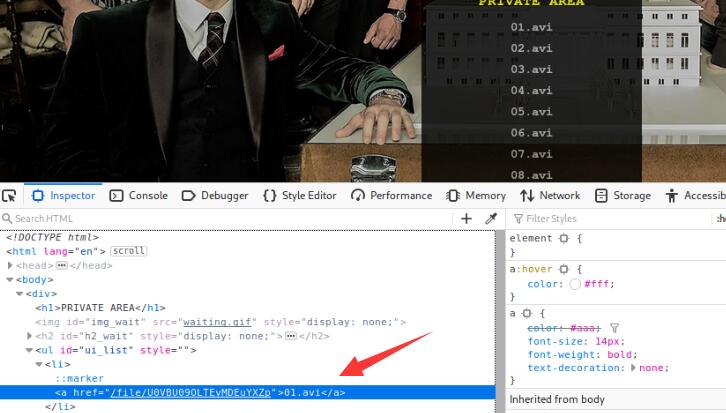 PRIVATE AREA
01.avi
02.avi
03.avi
04.avi
05.avi
06.avi
07.avi
08.avi
Inspector Console Debugger Style Editor Performance Memory Network Storage Accessib
Search HTML
<!DOCTYPE html>
<html lang="en"> scroll
<head> ••• </head>
<body>
<div>
<h1>PRIVATE AREA</h1>
<img id="img_wait" src="waiting.gif" style="display: none;">
<h2 id="h2_wait" style="display: none;"> ••• </h2>
<ul id="ui_list" style="">
<li>
::marker
<a href="/file/U0VBU09OLTEvMDEuYXZp">01.avi</a>
</li>
Filter Styles :h
element {
}
a:hover {
color: #fff;
}
a {
color: #aaa;
font-size: 14px;
font-weight: bold;
text-decoration: none;
}
Inherited from body